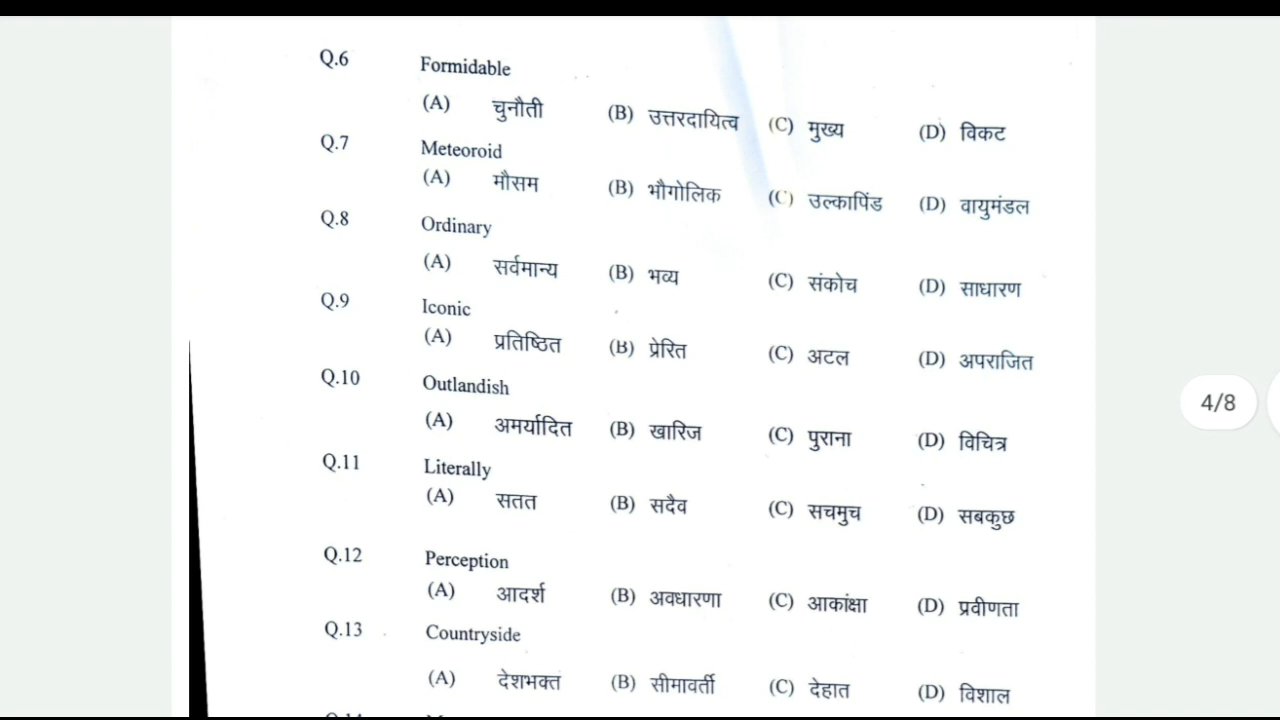 Q.6 Formidable
(A) चुनौती (B) उत्तरदायित्व (C) मुख्य (D) विकट
Q.7 Meteoroid
(A) मौसम (B) भौगोलिक (C) उल्कापिंड (D) वायुमंडल
Q.8 Ordinary
(A) सर्वमान्य (B) भव्य (C) संकोच (D) साधारण
Q.9 Iconic
(A) प्रतिष्ठित (B) प्रेरित (C) अटल (D) अपराजित
Q.10 Outlandish
(A) अमर्यादित (B) खारिज (C) पुराना (D) विचित्र
Q.11 Literally
(A) सतत (B) सदैव (C) सचमुच (D) सबकुछ
4/8
Q.12 Perception
(A) आदर्श (B) अवधारणा (C) आकांक्षा (D) प्रवीणता
Q.13 Countryside
(A) देशभक्त (B) सीमावर्ती (C) देहात (D) विशाल